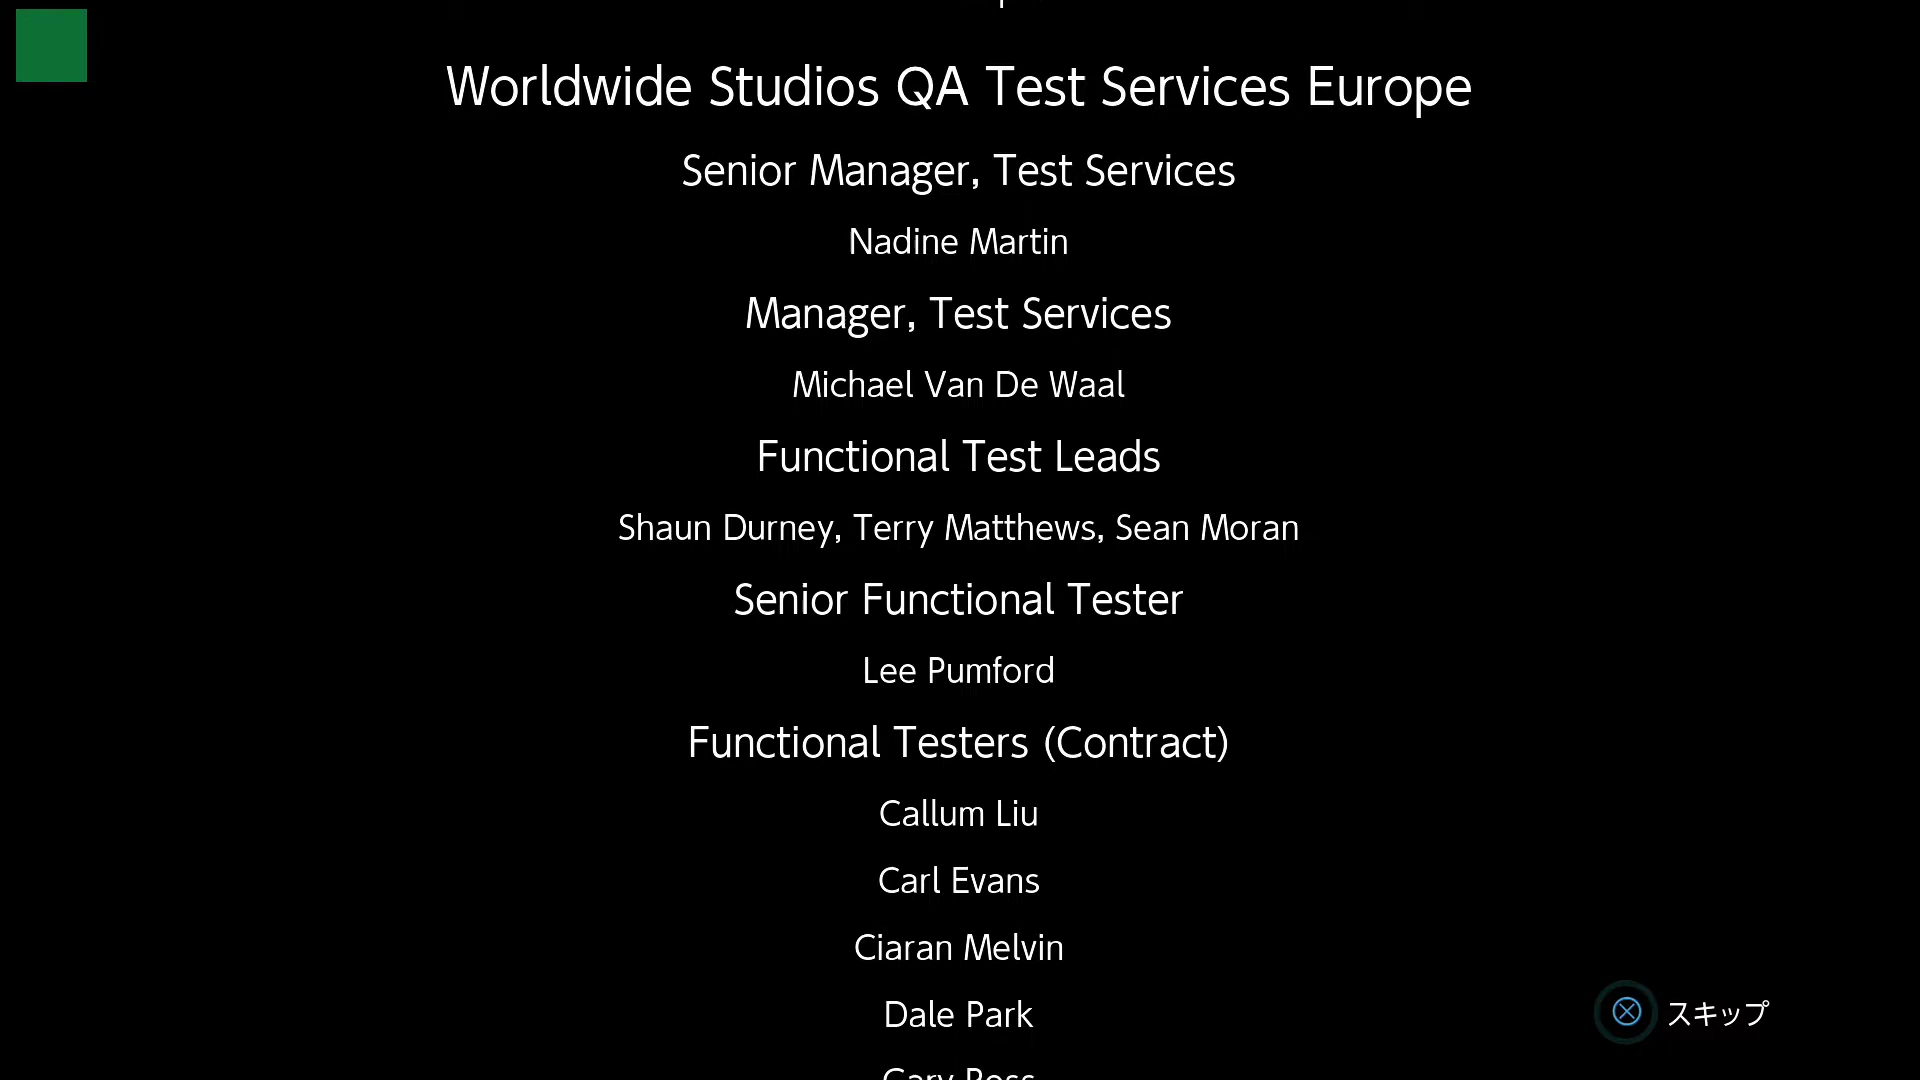 Worldwide Studios QA Test Services Europe
Senior Manager, Test Services
Nadine Martin
Manager, Test Services
Michael Van De Waal
Functional Test Leads
Shaun Durney, Terry Matthews, Sean Moran
Senior Functional Tester
Lee Pumford
Functional Testers (Contract)
Callum Liu
Carl Evans
Ciaran Melvin
Dale Park
スキップ